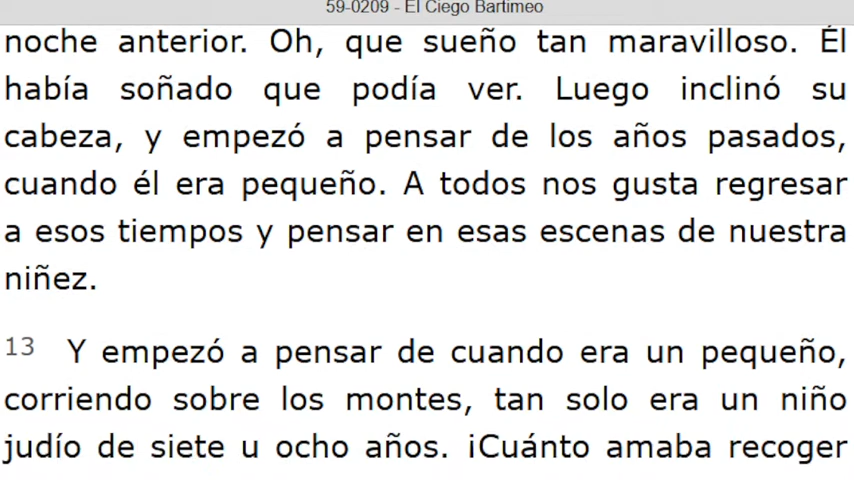 59-0209 - El Ciego Bartimeo
noche anterior. Oh, que sueño tan maravilloso. Él
había soñado que podía ver. Luego inclinó su
cabeza, y empezó a pensar de los años pasados,
cuando él era pequeño. A todos nos gusta regresar
a esos tiempos y pensar en esas escenas de nuestra
niñez.
13 Y empezó a pensar de cuando era un pequeño,
corriendo sobre los montes, tan solo era un niño
judío de siete u ocho años. ¡Cuánto amaba recoger